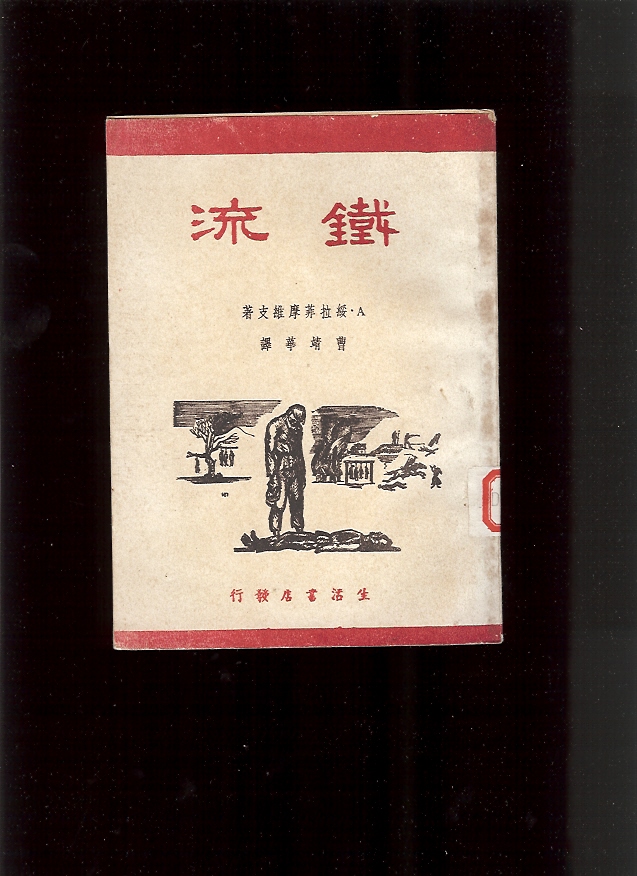 鐵流
A·綏拉菲摩維支著
曹靖華譯
生活書店發行